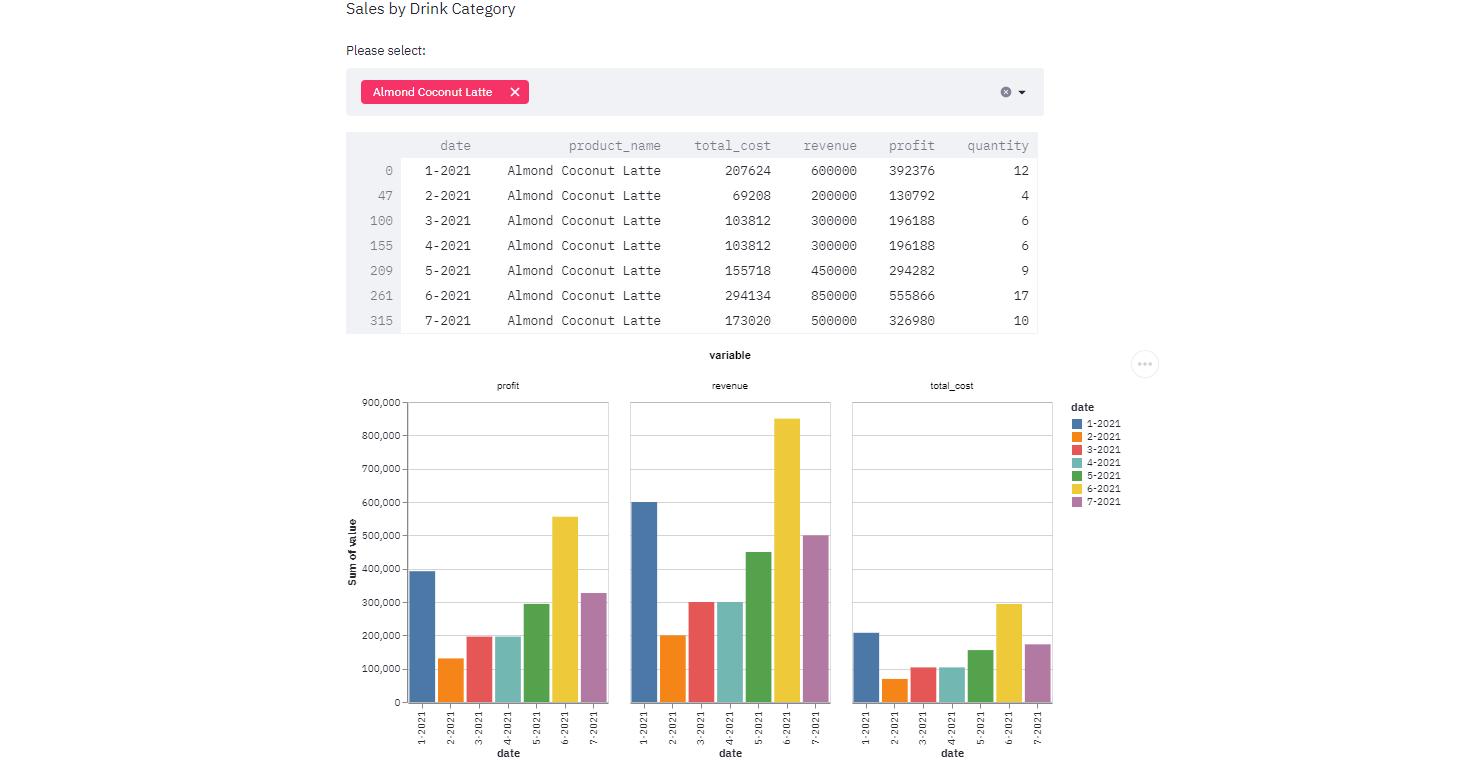 Sales by Drink Category
Please select:
Almond Coconut Latte
date product_name total_cost revenue profit quantity
0 1-2021 Almond Coconut Latte 207624 600000 392376 12
47 2-2021 Almond Coconut Latte 69208 200000 130792 4
100 3-2021 Almond Coconut Latte 103812 300000 196188 6
155 4-2021 Almond Coconut Latte 103812 300000 196188 6
209 5-2021 Almond Coconut Latte 155718 450000 294282 9
261 6-2021 Almond Coconut Latte 294134 850000 555866 17
315 7-2021 Almond Coconut Latte 173020 500000 326980 10
variable
profit revenue total_cost
Sum of value
900,000
800,000
700,000
600,000
500,000
400,000
300,000
200,000
100,000
0
1-2021 2-2021 3-2021 4-2021 5-2021 6-2021 7-2021 1-2021 2-2021 3-2021 4-2021 5-2021 6-2021 7-2021 1-2021 2-2021 3-2021 4-2021 5-2021 6-2021 7-2021
date date date
date
1-2021
2-2021
3-2021
4-2021
5-2021
6-2021
7-2021